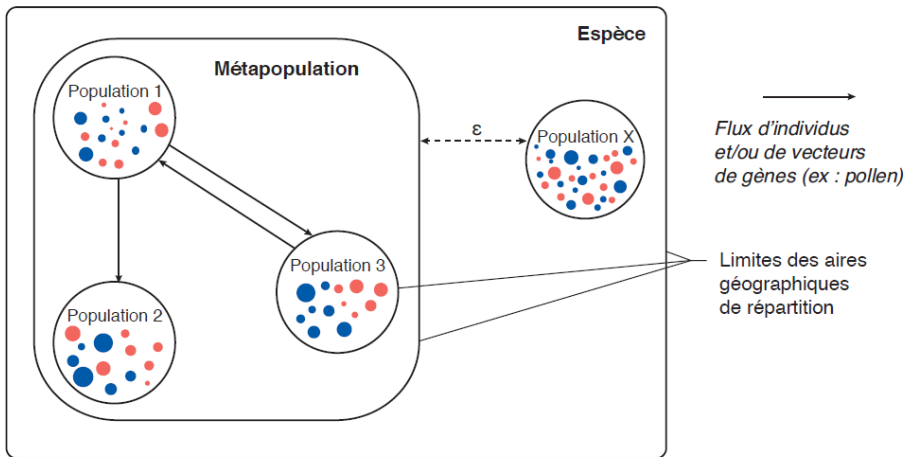 Espèce
Métapopulation
Population 1
ε
Population X
Population 3
Population 2
Flux d'individus
et/ou de vecteurs
de gènes (ex : pollen)
Limites des aires
géographiques
de répartition